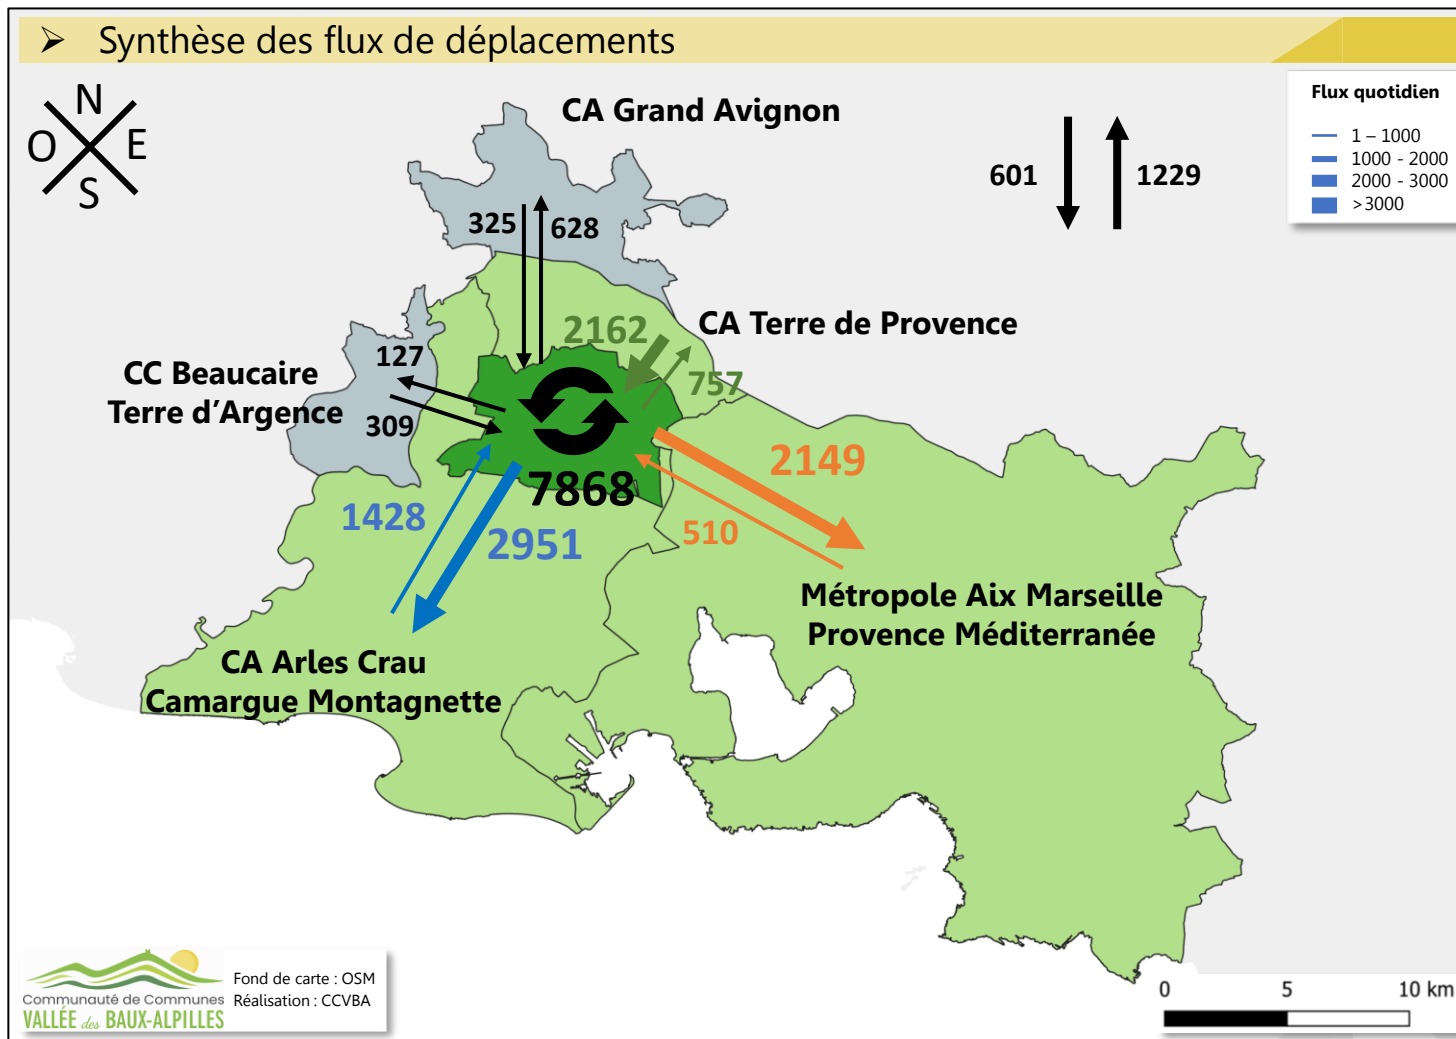 ➢ Synthèse des flux de déplacements
N
O E
S
CA Grand Avignon
601
1229
Flux quotidien
1 – 1000
1000 - 2000
2000 - 3000
>3000
325
628
2162
CA Terre de Provence
757
127
CC Beaucaire
Terre d’Argence
309
7868
2149
1428
2951
510
Métropole Aix Marseille
Provence Méditerranée
CA Arles Crau
Camargue Montagnette
Communauté de Communes
VALLÉE des BAUX-ALPILLES
Fond de carte : OSM
Réalisation : CCVBA
0 5 10 km